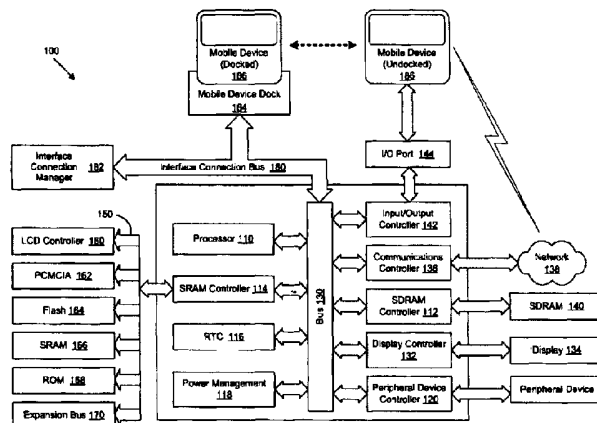 100
Mobile Device
(Docked)
186
Mobile Device Dock
184
Mobile Device
(Undocked)
186
I/O Port 144
Interface
Connection
Manager
182
Interface Connection Bus 180
150
LCD Controller 160
PCMCIA 162
Flash 164
SRAM 166
ROM 168
Expansion Bus 170
Processor 110
SRAM Controller 114
RTC 116
Power Management
118
Bus 130
Input/Output
Controller 142
Communications
Controller 136
SDRAM
Controller 112
Display Controller
132
Peripheral Device
Controller 120
Network
138
SDRAM 140
Display 134
Peripheral Device